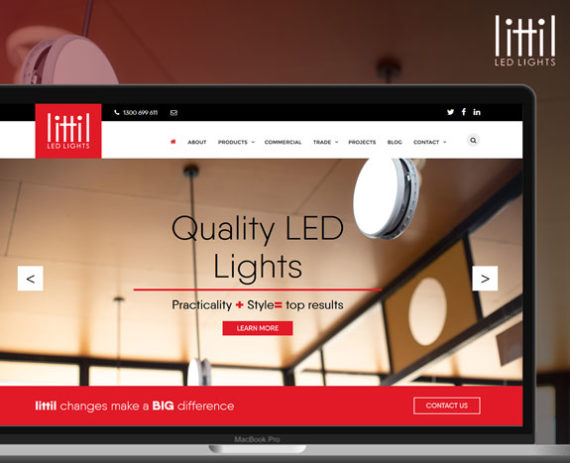 littil
LED LIGHTS
littil
LED LIGHTS
1300 699 611
ABOUT PRODUCTS COMMERCIAL TRADE PROJECTS BLOG CONTACT
Quality LED
Lights
<
>
Practicality + Style= top results
LEARN MORE
littil changes make a BIG difference
CONTACT US
MacBook Pro